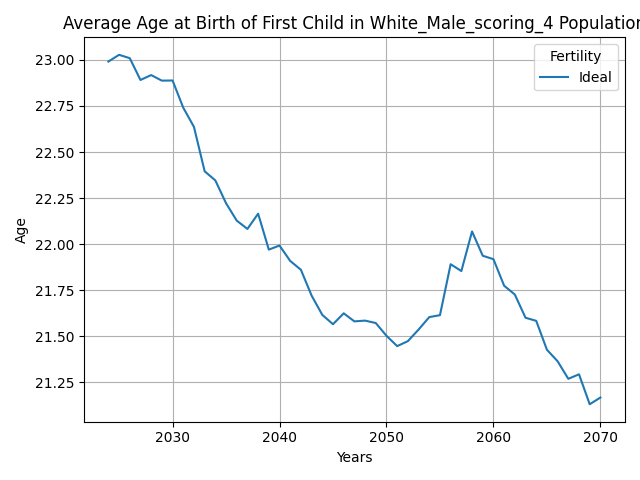 Average Age at Birth of First Child in White_Male_scoring_4 Population
Fertility
Ideal
23.00
22.75
22.50
22.25
22.00
21.75
21.50
21.25
Age
2030 2040 2050 2060 2070
Years